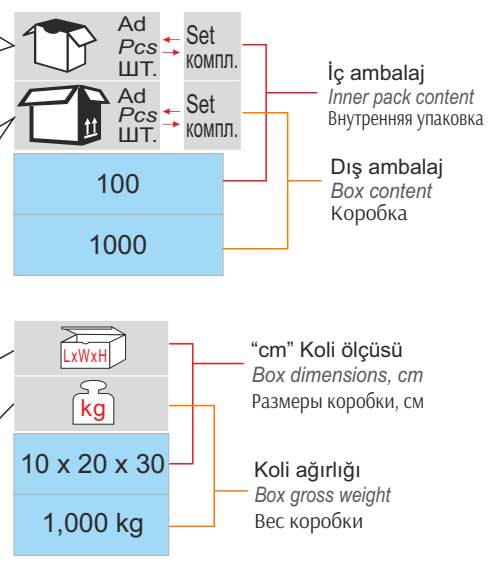 Ad
Pcs
ШТ.
Set
компл.
Ad
Pcs
ШТ.
Set
компл.
İç ambalaj
Inner pack content
Внутренняя упаковка
Dış ambalaj
Box content
Коробка
100
1000
LxWxH
kg
10 x 20 x 30
1,000 kg
“cm” Koli ölçüsü
Box dimensions, cm
Размеры коробки, см
Koli ağırlığı
Box gross weight
Вес коробки